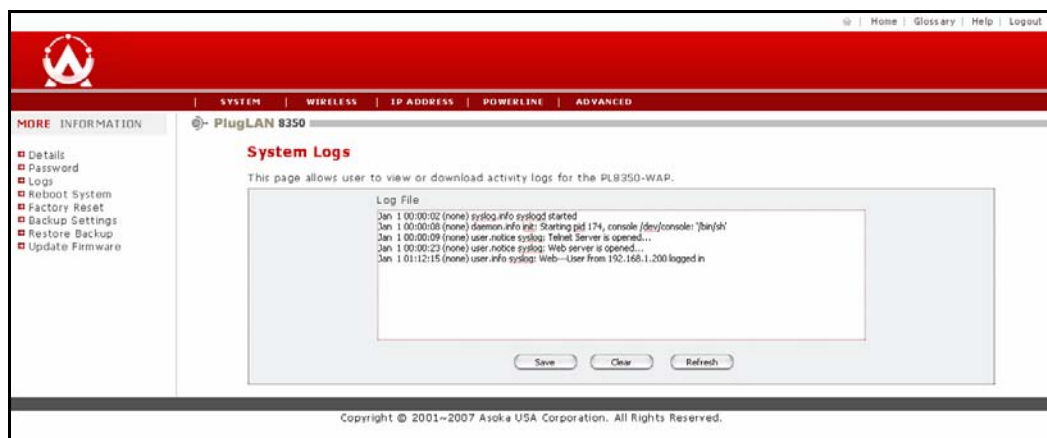 | Home | Glossary | Help | Logout
| SYSTEM | WIRELESS | IP ADDRESS | POWERLINE | ADVANCED
MORE INFORMATION
PlugLAN 8350
Details
Password
Logs
Reboot System
Factory Reset
Backup Settings
Restore Backup
Update Firmware
System Logs
This page allows user to view or download activity logs for the PL8350-WAP.
Log File
Jan 1 00:00:02 (none) syslog.info syslogd started
Jan 1 00:00:08 (none) daemon.info init: Starting pid 174, console /dev/console: '/bin/sh'
Jan 1 00:00:09 (none) user.notice syslog: Telnet Server is opened...
Jan 1 00:00:23 (none) user.notice syslog: Web server is opened...
Jan 1 01:12:15 (none) user.info syslog: Web---User from 192.168.1.200 logged in
Save Clear Refresh
Copyright © 2001~2007 Asoka USA Corporation. All Rights Reserved.